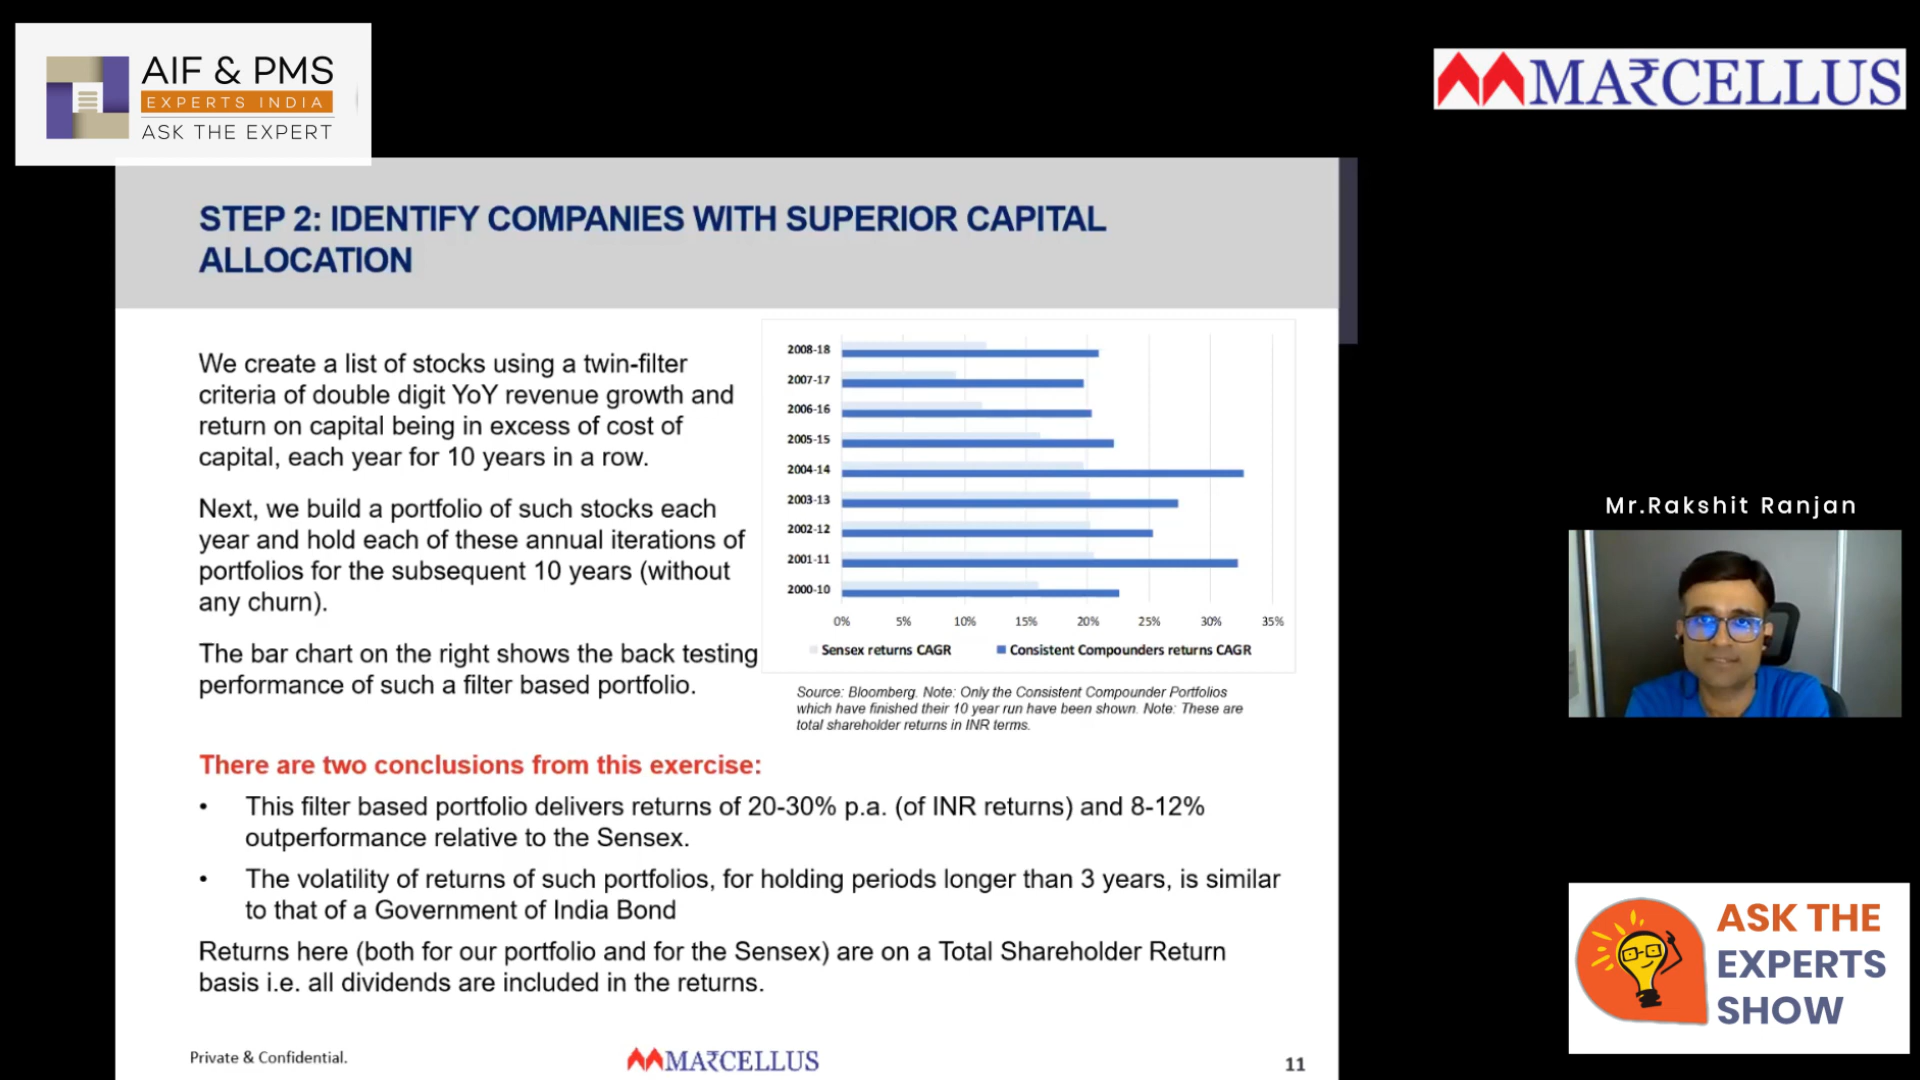 AIF & PMS
EXPERTS INDIA
ASK THE EXPERT
MARCELLUS
STEP 2: IDENTIFY COMPANIES WITH SUPERIOR CAPITAL
ALLOCATION
We create a list of stocks using a twin-filter
criteria of double digit YoY revenue growth and
return on capital being in excess of cost of
capital, each year for 10 years in a row.
Next, we build a portfolio of such stocks each
year and hold each of these annual iterations of
portfolios for the subsequent 10 years (without
any churn).
The bar chart on the right shows the back testing
performance of such a filter based portfolio.
2008-18
2007-17
2006-16
2005-15
2004-14
2003-13
2002-12
2001-11
2000-10
0% 5% 10% 15% 20% 25% 30% 35%
Sensex returns CAGR Consistent Compounders returns CAGR
Source: Bloomberg. Note: Only the Consistent Compounder Portfolios
which have finished their 10 year run have been shown. Note: These are
total shareholder returns in INR terms.
There are two conclusions from this exercise:
• This filter based portfolio delivers returns of 20-30% p.a. (of INR returns) and 8-12%
outperformance relative to the Sensex.
• The volatility of returns of such portfolios, for holding periods longer than 3 years, is similar
to that of a Government of India Bond
Returns here (both for our portfolio and for the Sensex) are on a Total Shareholder Return
basis i.e. all dividends are included in the returns.
Private & Confidential.
MARCELLUS
11
Mr.Rakshit Ranjan
ASK THE
EXPERTS
SHOW